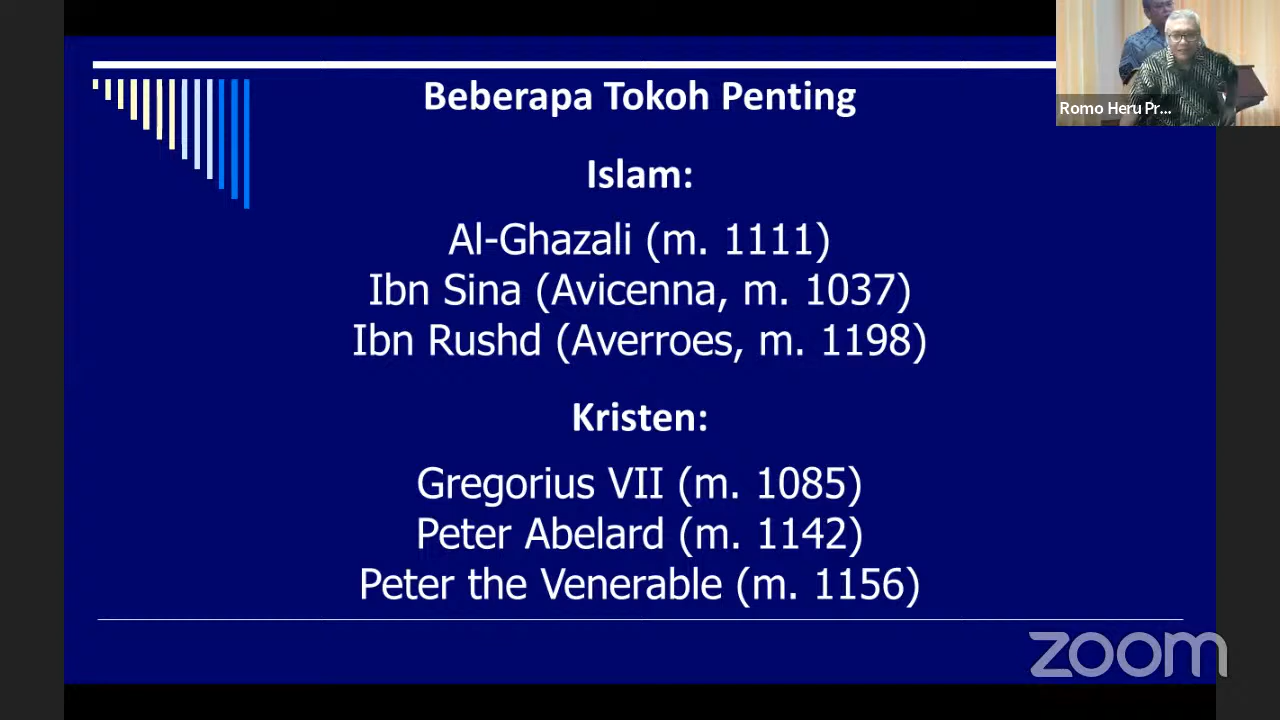 Beberapa Tokoh Penting
Romo Heru Pr...
Islam:
Al-Ghazali (m. 1111)
Ibn Sina (Avicenna, m. 1037)
Ibn Rushd (Averroes, m. 1198)
Kristen:
Gregorius VII (m. 1085)
Peter Abelard (m. 1142)
Peter the Venerable (m. 1156)
zoom